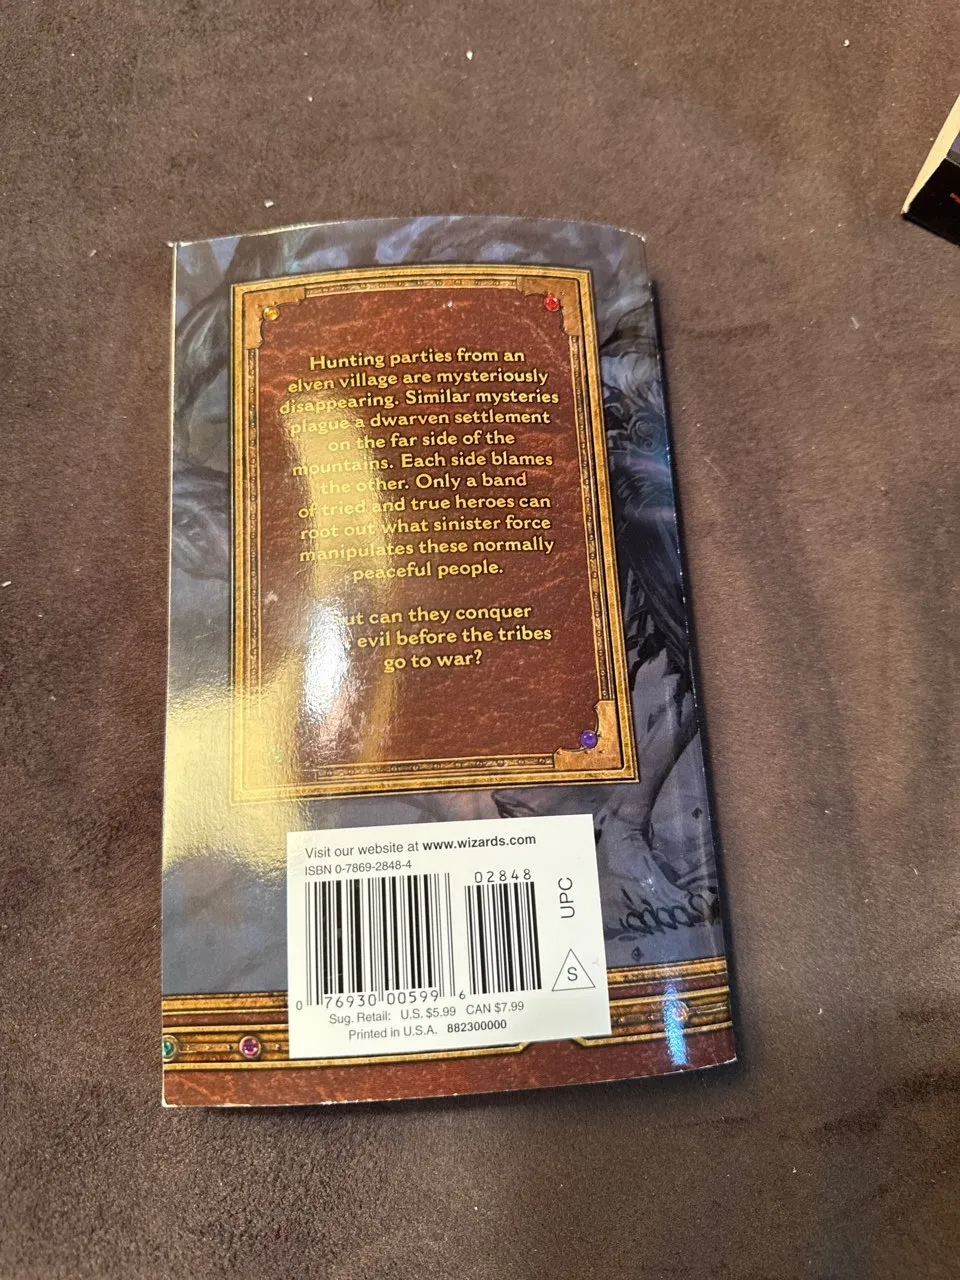 Hunting parties from an
elven village are mysteriously
disappearing. Similar mysteries
plague a dwarven settlement
on the far side of the
mountains. Each side blames
the other. Only a band
of tried and true heroes can
root out what sinister force
manipulates these normally
peaceful people.
can they conquer
evil before the tribes
go to war?
Visit our website at www.wizards.com
ISBN 0-7869-2848-4
02848
UPC
S
0 76930 00599 6
Sug. Retail: U.S. $5.99 CAN $7.99
Printed in U.S.A. 882300000